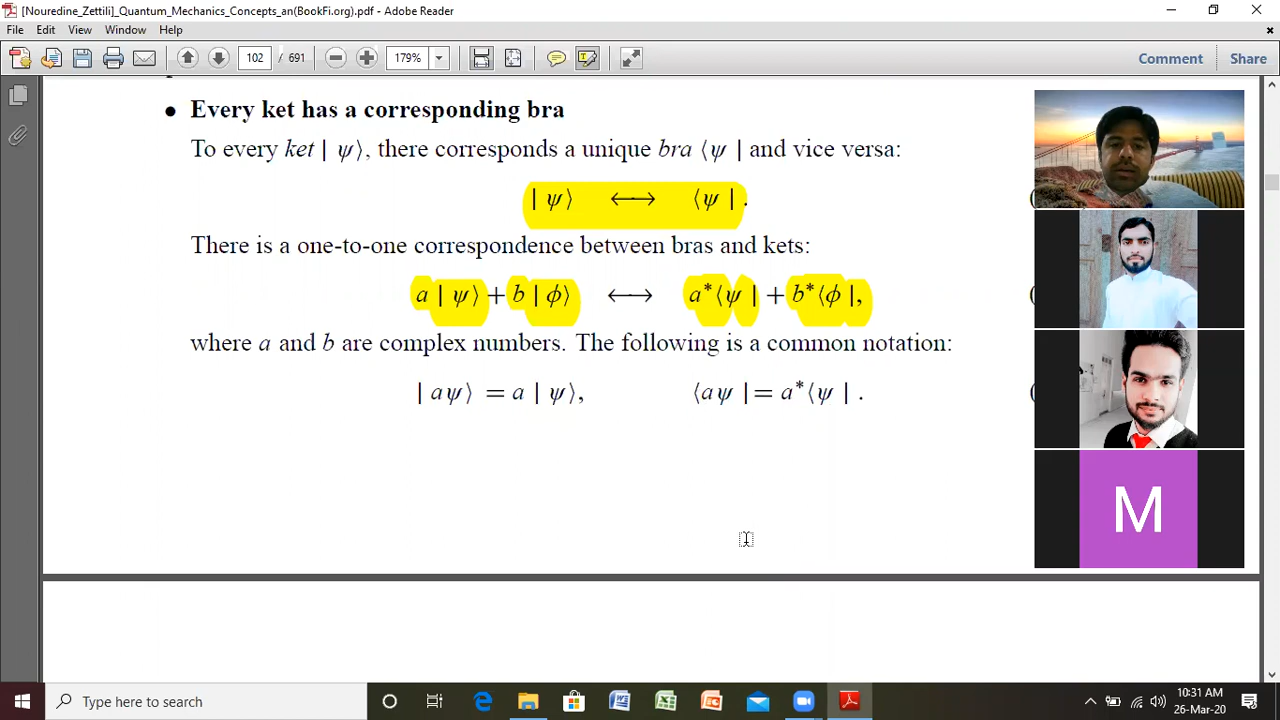 [Nouredine_Zettili]_Quantum_Mechanics_Concepts_an(BookFi.org).pdf - Adobe Reader
File Edit View Window Help
102 / 691 179% Comment Share
• Every ket has a corresponding bra
To every ket | ψ⟩, there corresponds a unique bra ⟨ψ | and vice versa:
| ψ⟩ ⟷ ⟨ψ | .
(
There is a one-to-one correspondence between bras and kets:
a | ψ⟩ + b | ϕ⟩ ⟷ a*⟨ψ | + b*⟨ϕ |,
(
where a and b are complex numbers. The following is a common notation:
| aψ⟩ = a | ψ⟩, ⟨aψ |= a*⟨ψ | .
(
M
Type here to search
10:31 AM
26-Mar-20